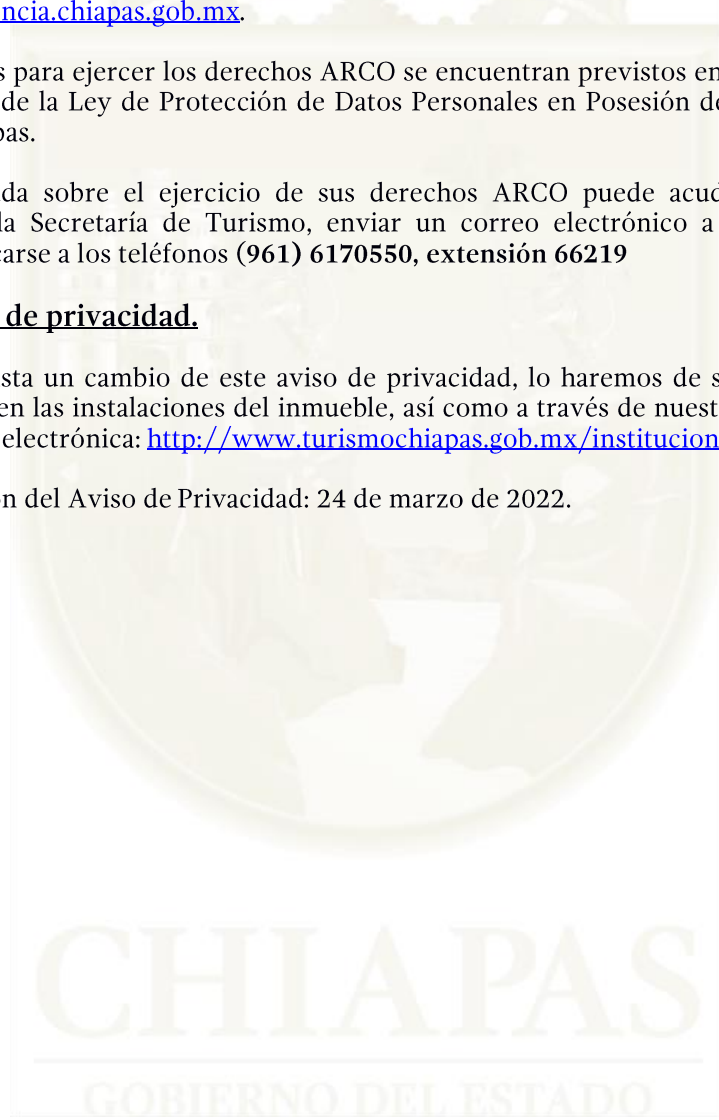 ncia.chiapas.gob.mx.
s para ejercer los derechos ARCO se encuentran previstos en
de la Ley de Protección de Datos Personales en Posesión de
pas.
da sobre el ejercicio de sus derechos ARCO puede acud
la Secretaría de Turismo, enviar un correo electrónico a
carse a los teléfonos (961) 6170550, extensión 66219
de privacidad.
sta un cambio de este aviso de privacidad, lo haremos de s
en las instalaciones del inmueble, así como a través de nuest
electrónica: http://www.turismochiapas.gob.mx/institucion
n del Aviso de Privacidad: 24 de marzo de 2022.
CHIAPAS
GOBIERNO DEL ESTADO